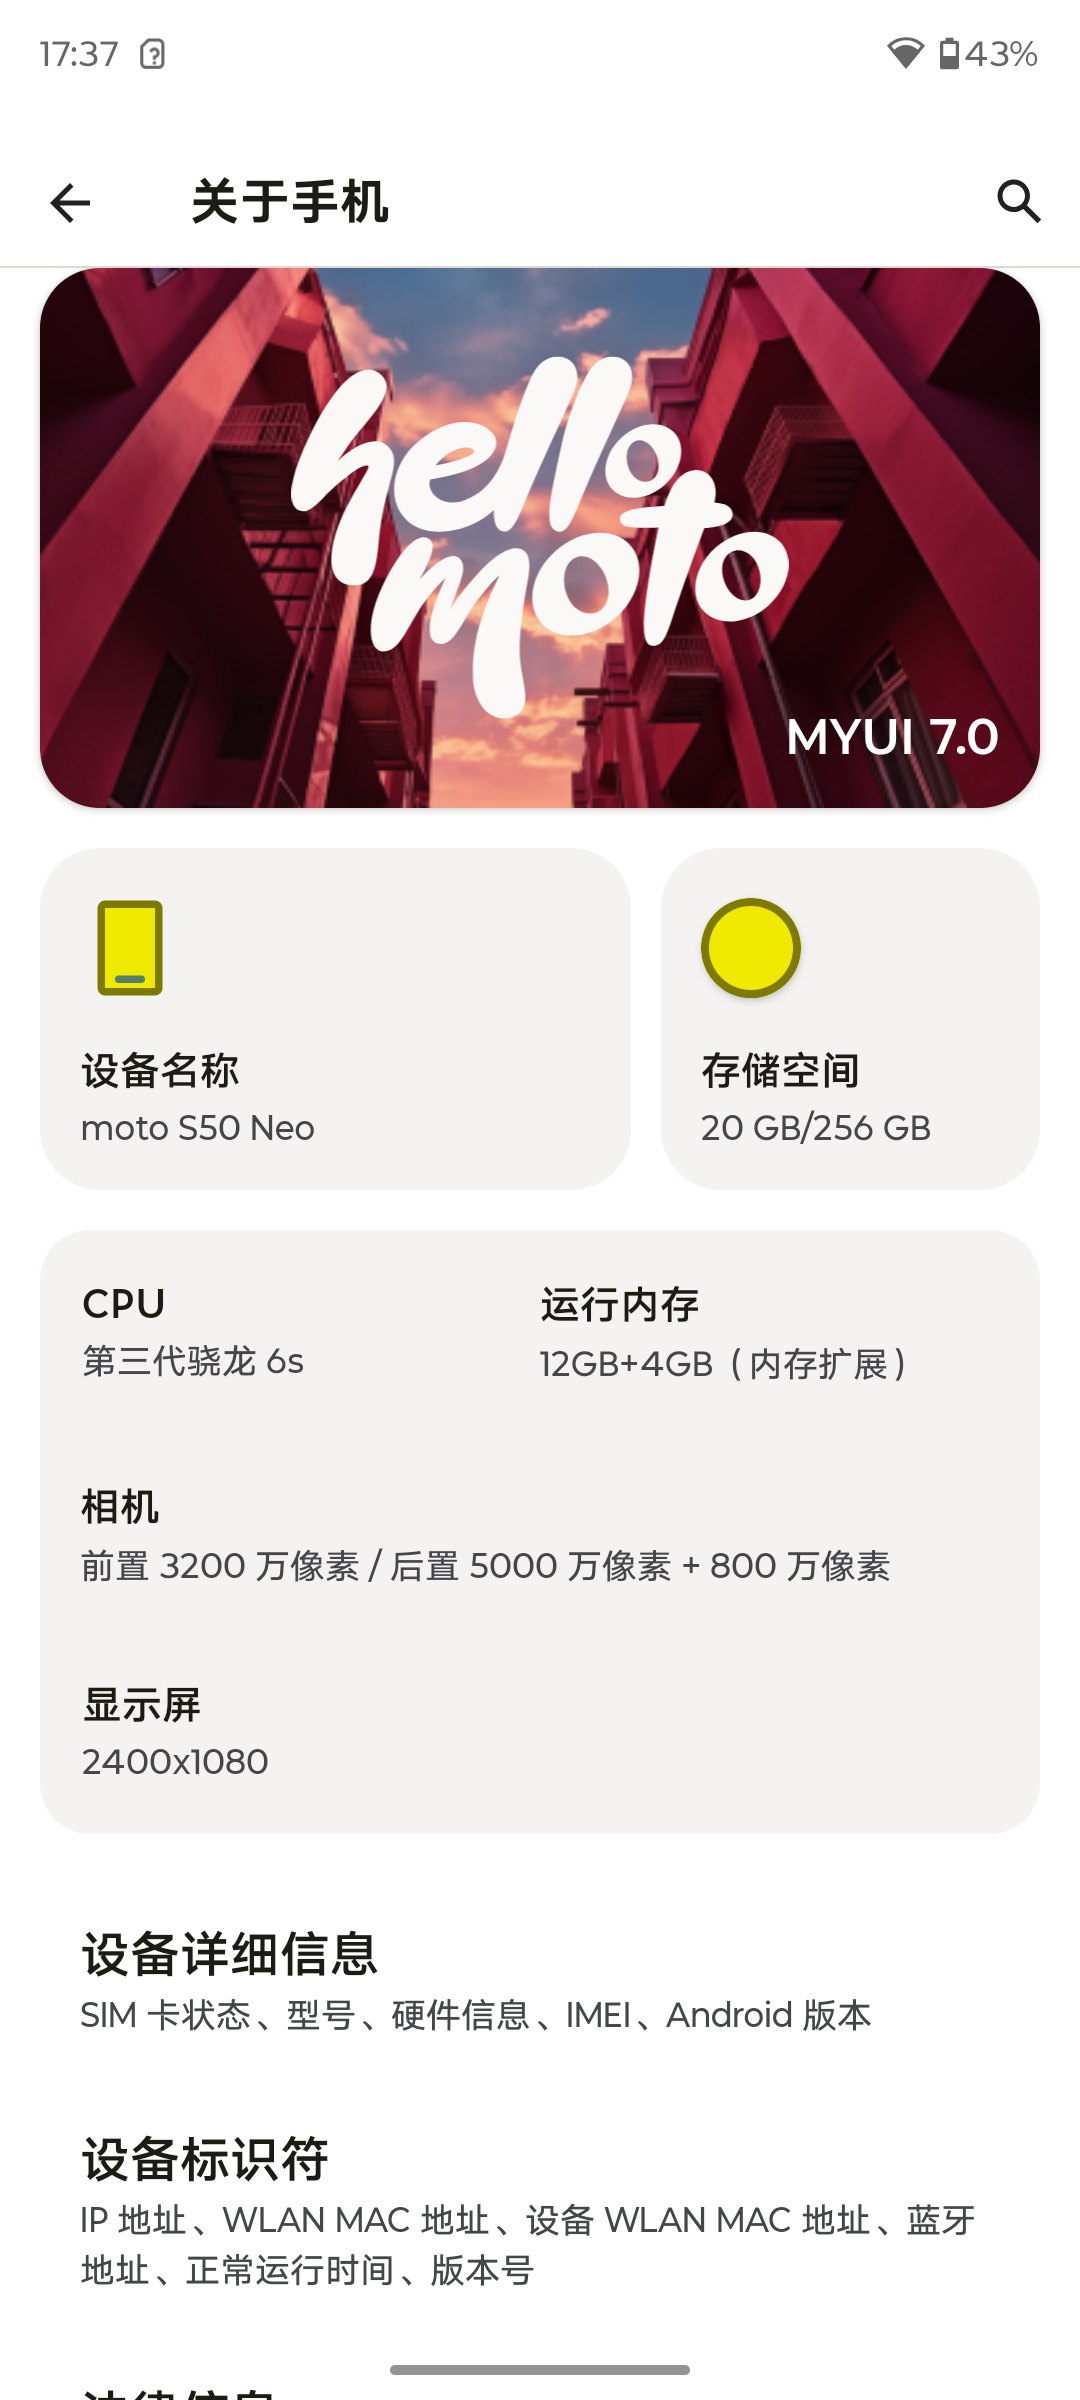 17:37
43%
关于手机
hello
moto
MYUI 7.0
设备名称
moto S50 Neo
存储空间
20 GB/256 GB
CPU
第三代骁龙 6s
运行内存
12GB+4GB（内存扩展）
相机
前置 3200 万像素 / 后置 5000 万像素 + 800 万像素
显示屏
2400x1080
设备详细信息
SIM 卡状态、型号、硬件信息、IMEI、Android 版本
设备标识符
IP 地址、WLAN MAC 地址、设备 WLAN MAC 地址、蓝牙
地址、正常运行时间、版本号
法律信息